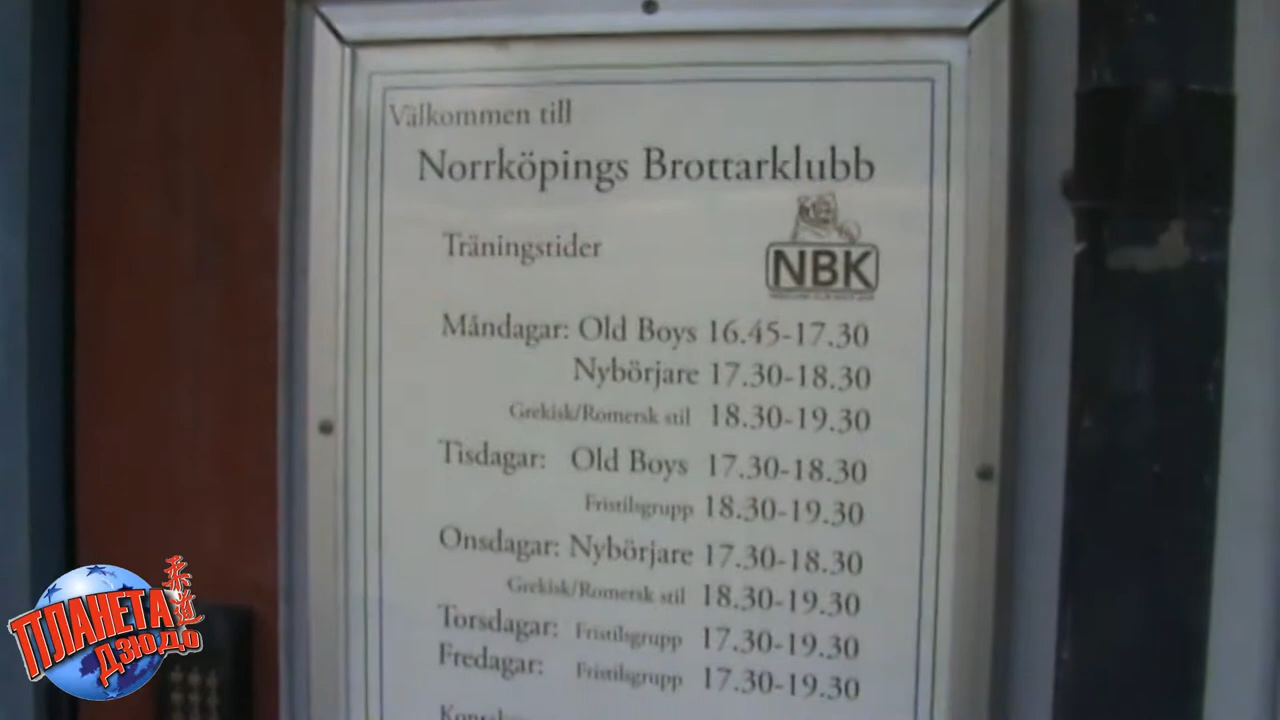 Välkommen till
Norrköpings Brottarklubb
Träningstider
NBK
Måndagar: Old Boys 16.45-17.30
Nybörjare 17.30-18.30
Grekisk/Romersk stil 18.30-19.30
Tisdagar: Old Boys 17.30-18.30
Fristilsgrupp 18.30-19.30
Onsdagar: Nybörjare 17.30-18.30
Grekisk/Romersk stil 18.30-19.30
Torsdagar: Fristilsgrupp 17.30-19.30
Fredagar: Fristilsgrupp 17.30-19.30
ПЛАНЕТА
ДЗЮДО
柔道